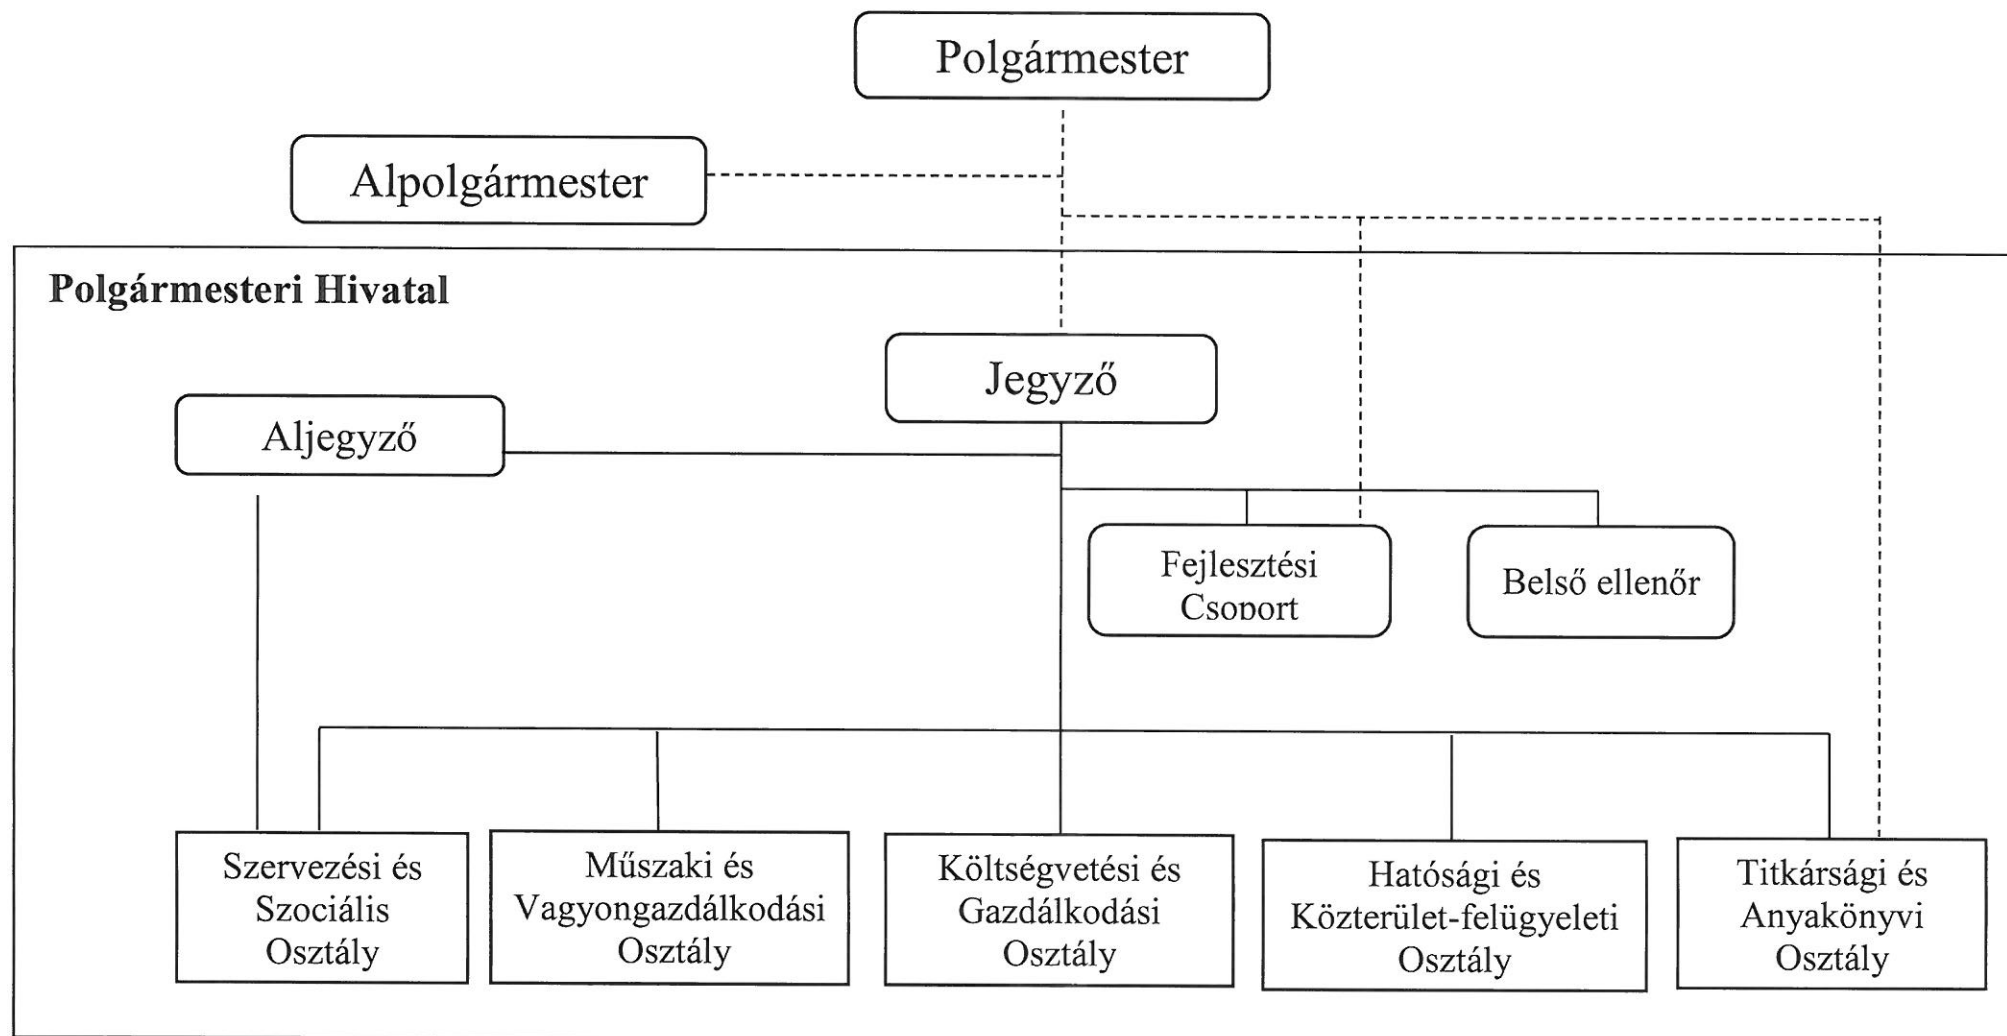 Polgármester
Alpolgármester
Polgármesteri Hivatal
Jegyző
Aljegyző
Fejlesztési
Csoport
Belső ellenőr
Szervezési és
Szociális
Osztály
Műszaki és
Vagyongazdálkodási
Osztály
Költségvetési és
Gazdálkodási
Osztály
Hatósági és
Közterület-felügyeleti
Osztály
Titkársági és
Anyakönyvi
Osztály